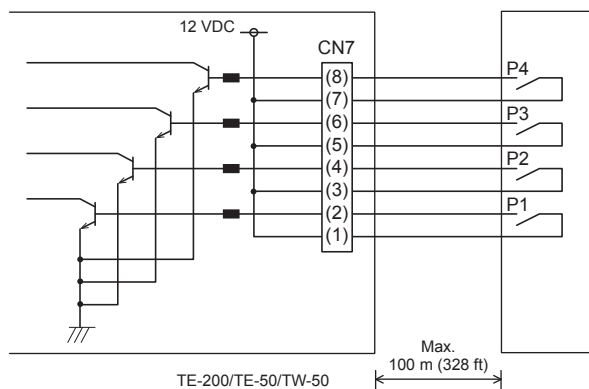 12 VDC
CN7
(8)
P4
(7)
(6)
P3
(5)
(4)
P2
(3)
(2)
P1
(1)
Max.
100 m (328 ft)
TE-200/TE-50/TW-50